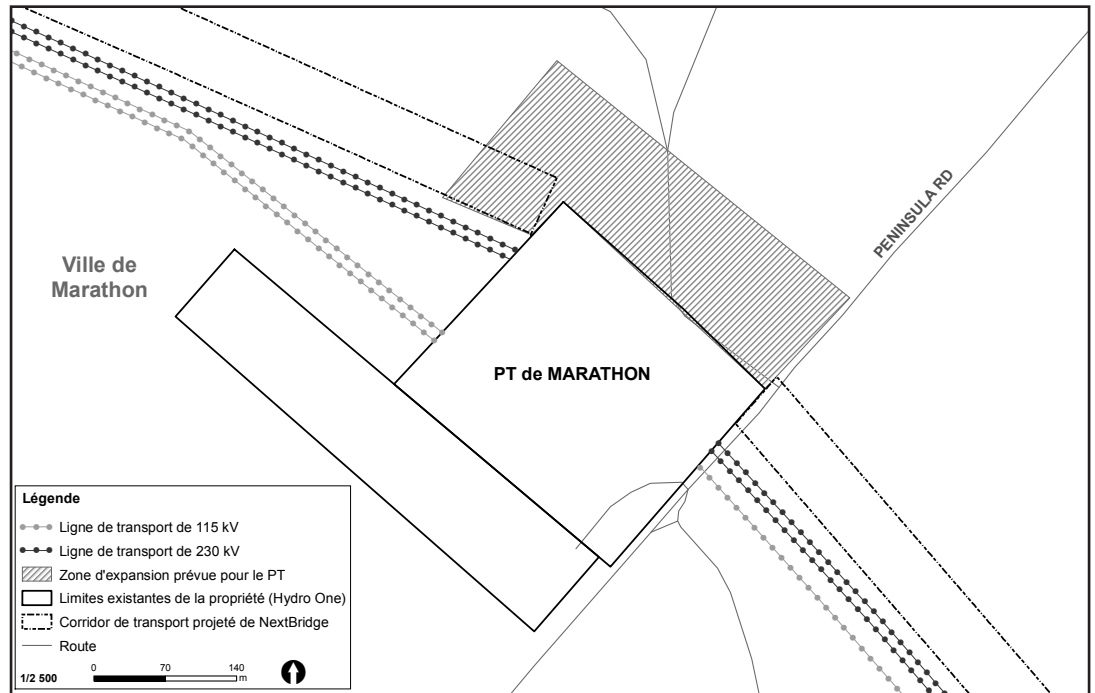 PENINSULA RD
Ville de
Marathon
PT de MARATHON
Légende
Ligne de transport de 115 kV
Ligne de transport de 230 kV
Zone d'expansion prévue pour le PT
Limites existantes de la propriété (Hydro One)
Corridor de transport projeté de NextBridge
Route
1/2 500
0 70 140
m